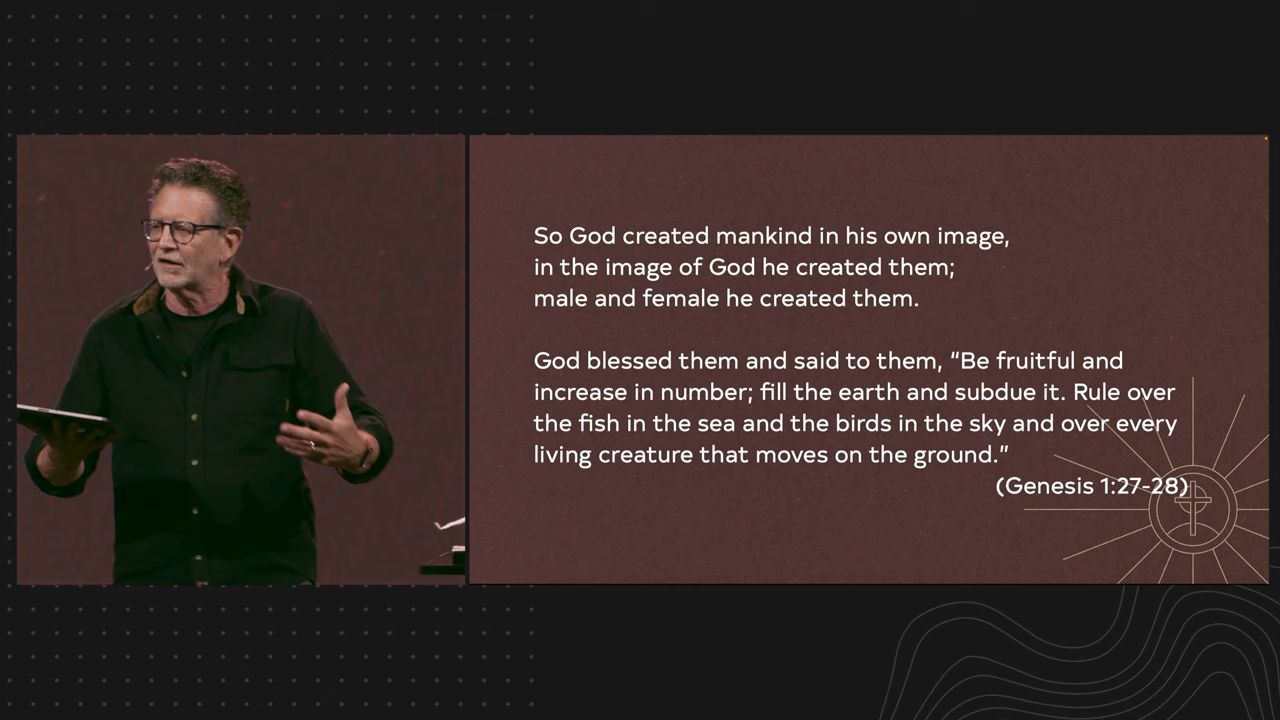 So God created mankind in his own image,
in the image of God he created them;
male and female he created them.
God blessed them and said to them, “Be fruitful and
increase in number; fill the earth and subdue it. Rule over
the fish in the sea and the birds in the sky and over every
living creature that moves on the ground.”
(Genesis 1:27-28)